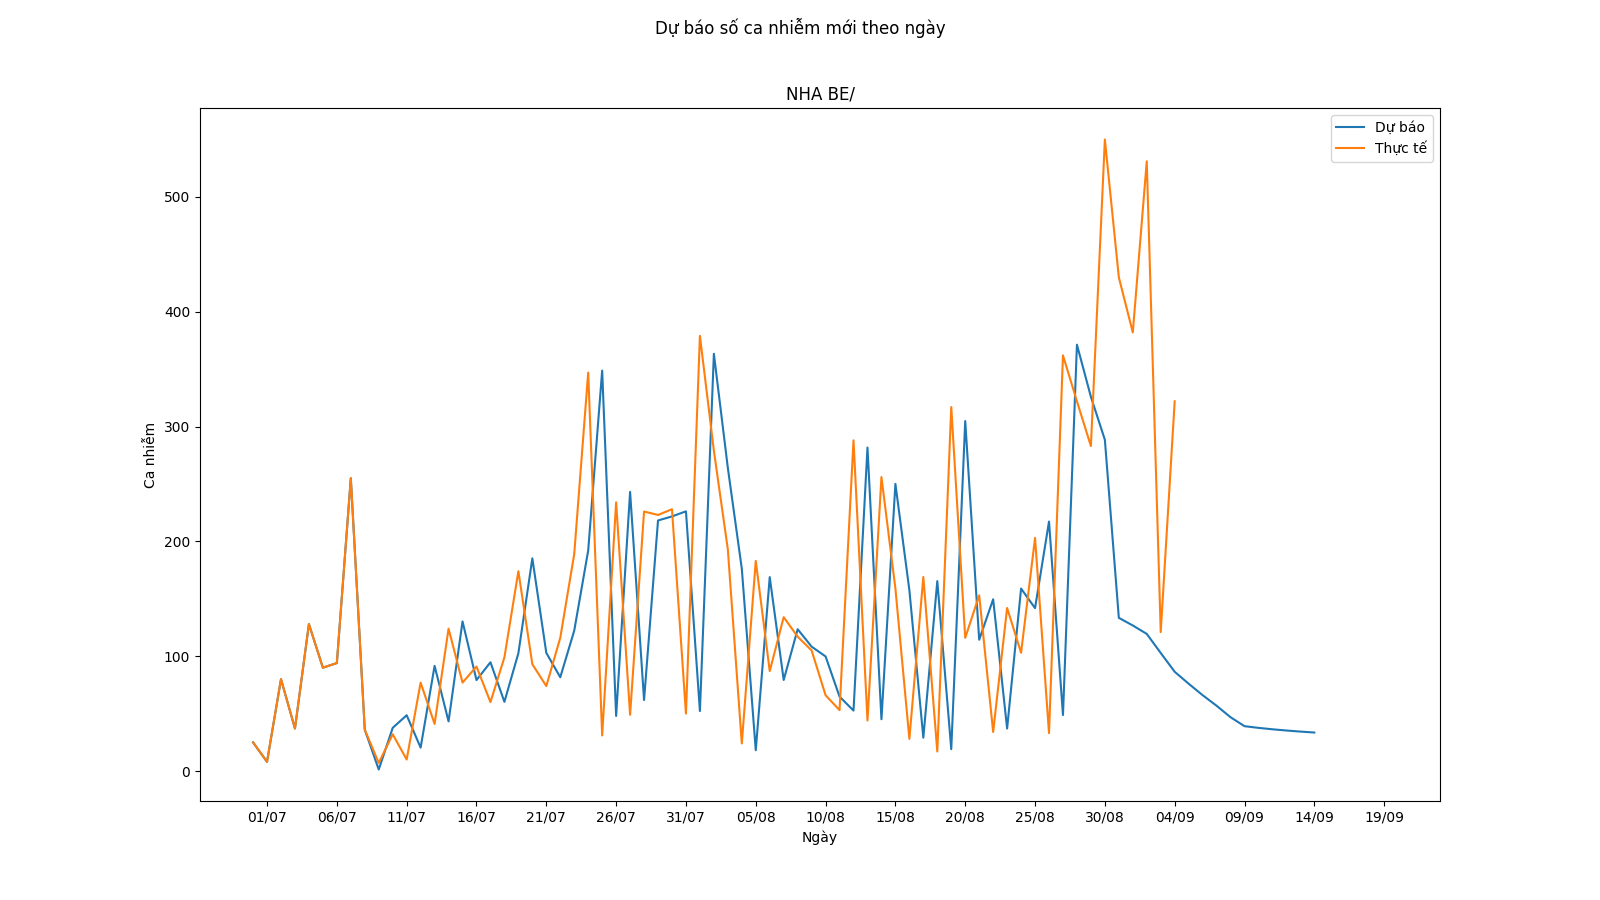 Dự báo số ca nhiễm mới theo ngày
NHA BE/
Dự báo
Thực tế
500
400
300
200
100
0
Ca nhiễm
01/07 06/07 11/07 16/07 21/07 26/07 31/07 05/08 10/08 15/08 20/08 25/08 30/08 04/09 09/09 14/09 19/09
Ngày